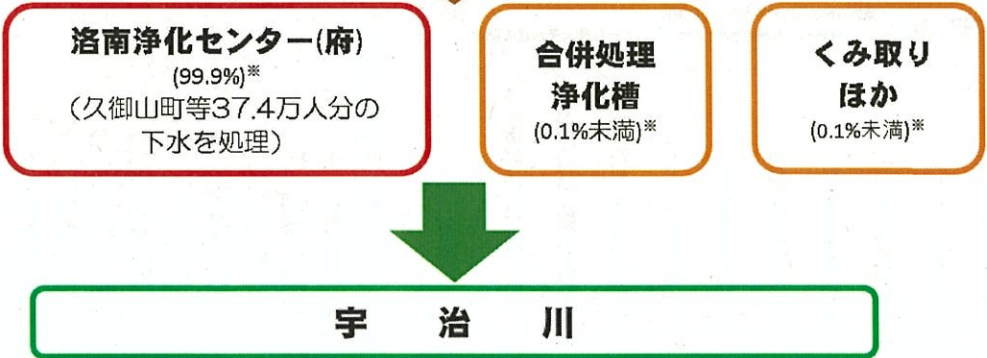 洛南浄化センター(府)
(99.9%)※
(久御山町等37.4万人分の
下水を処理)
合併処理
浄化槽
(0.1%未満)※
くみ取り
ほか
(0.1%未満)※
宇 治 川